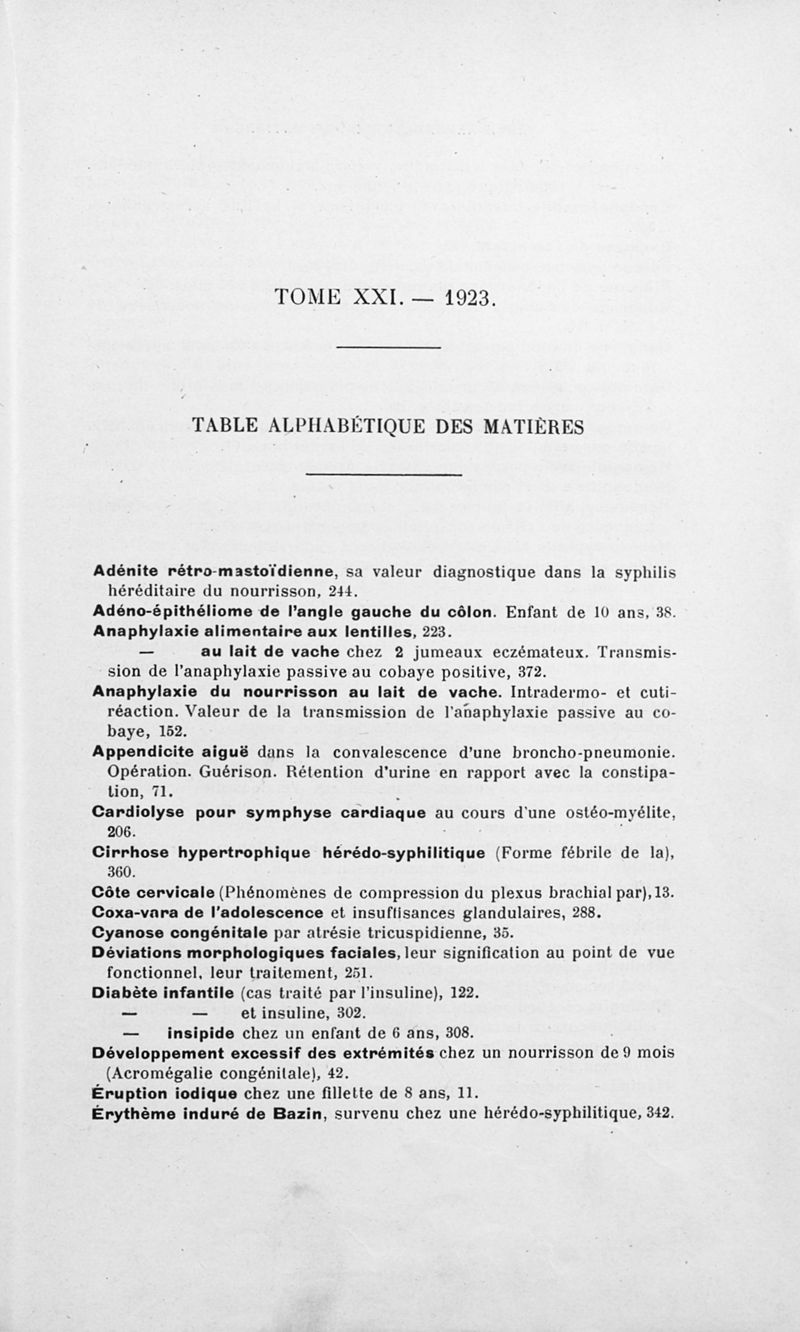 TOME XXI. — 1923.
TABLE ALPHABÉTIQUE DES MATIÈRES
Adénite rétro-mastoïdienne, sa valeur diagnostique dans la syphilis
héréditaire du nourrisson, 244.
Adéno-épithéliome de l'angle gauche du côlon. Enfant de 10 ans, 38.
Anaphylaxie alimentaire aux lentilles, 223.
— au lait de vache chez 2 jumeaux eczémateux. Transmis-
sion de l'anaphylaxie passive au cobaye positive, 372.
Anaphylaxie du nourrisson au lait de vache. Intradermo- et cuti-
réaction. Valeur de la transmission de l'anaphylaxie passive au co-
baye, 152.
Appendicite aiguë dans la convalescence d'une broncho-pneumonie.
Opération. Guérison. Rétention d'urine en rapport avec la constipa-
tion, 71.
Cardiolyse pour symphyse cardiaque au cours d'une ostéo-myélite,
206.
Cirrhose hypertrophique hérédo-syphilitique (Forme fébrile de la),
360.
Côte cervicale (Phénomènes de compression du plexus brachial par), 13.
Coxa-vara de l'adolescence et insuffisances glandulaires, 288.
Cyanose congénitale par atrésie tricuspidienne, 35.
Déviations morphologiques faciales, leur signification au point de vue
fonctionnel, leur traitement, 251.
Diabète infantile (cas traité par l'insuline), 122.
— — et insuline, 302.
— insipide chez un enfant de 6 ans, 308.
Développement excessif des extrémités chez un nourrisson de 9 mois
(Acromégalie congénitale), 42.
Éruption iodique chez une fillette de 8 ans, 11.
Érythème induré de Bazin, survenu chez une hérédo-syphilitique, 342.